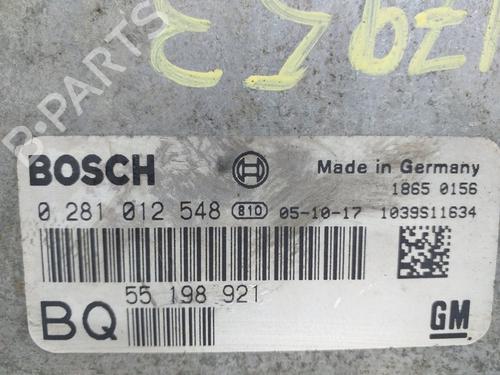 B-PARTS
BOSCH
Made in Germany
1865 0156
0 281 012 548 810 05-10-17 1039S11634
55 198 921
BQ
GM